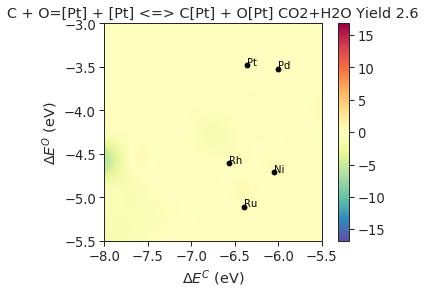 C + O=[Pt] + [Pt] <=> C[Pt] + O[Pt] CO2+H2O Yield 2.6
−3.0
−3.5
−4.0
−4.5
−5.0
−5.5
ΔE^O (eV)
Pt
Pd
Rh
Ni
Ru
−8.0 −7.5 −7.0 −6.5 −6.0 −5.5
ΔE^C (eV)
15
10
5
0
−5
−10
−15